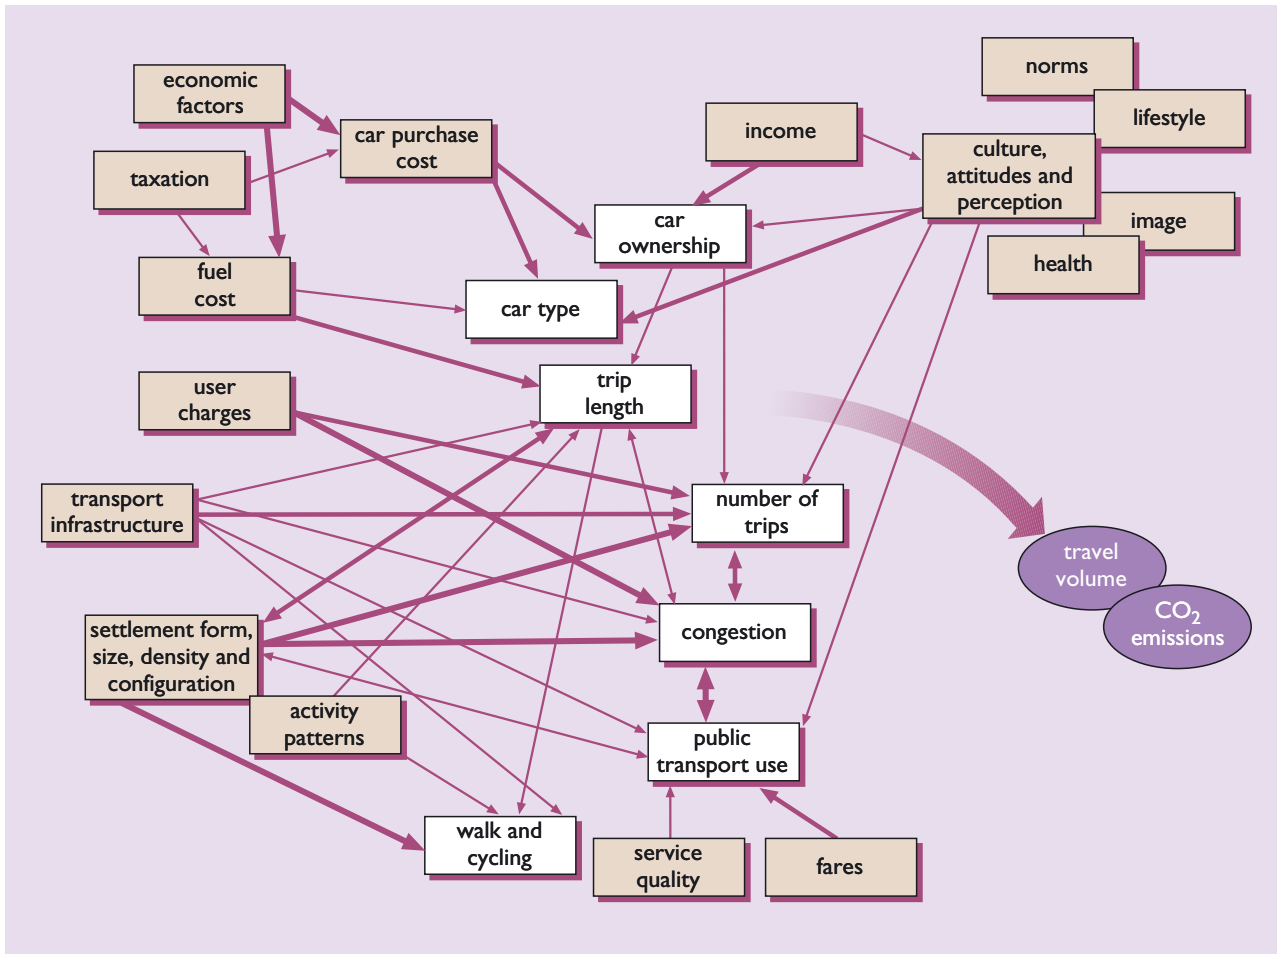 norms
economic
factors
lifestyle
income
car purchase
cost
culture,
attitudes and
perception
taxation
car
ownership
image
health
fuel
cost
car type
trip
length
user
charges
transport
infrastructure
number of
trips
travel
volume
CO₂
emissions
settlement form,
size, density and
configuration
congestion
activity
patterns
public
transport use
walk and
cycling
service
quality
fares